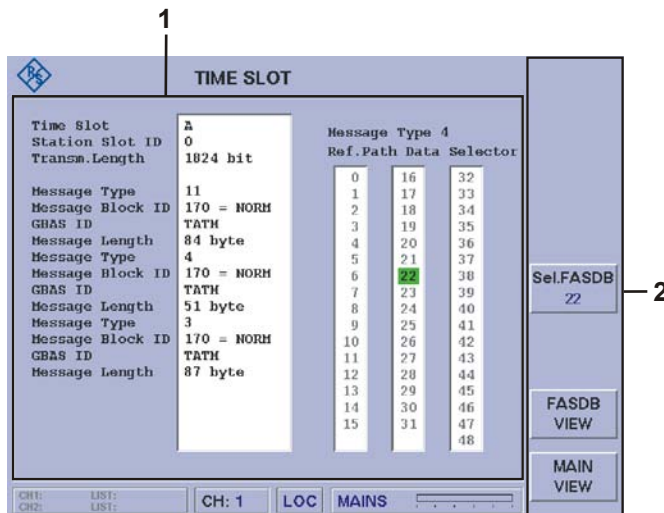 1
R&S
TIME SLOT
Time Slot A
Station Slot ID 0
Transm.Length 1824 bit
Message Type 11
Message Block ID 170 = NORM
GBAS ID TATH
Message Length 84 byte
Message Type 4
Message Block ID 170 = NORM
GBAS ID TATH
Message Length 51 byte
Message Type 3
Message Block ID 170 = NORM
GBAS ID TATH
Message Length 87 byte
Message Type 4
Ref.Path Data Selector
0 16 32
1 17 33
2 18 34
3 19 35
4 20 36
5 21 37
6 22 38
7 23 39
8 24 40
9 25 41
10 26 42
11 27 43
12 28 44
13 29 45
14 30 46
15 31 47
48
Sel.FASDB
22
2
FASDB
VIEW
MAIN
VIEW
CH1: LIST:
CH2: LIST:
CH: 1
LOC
MAINS